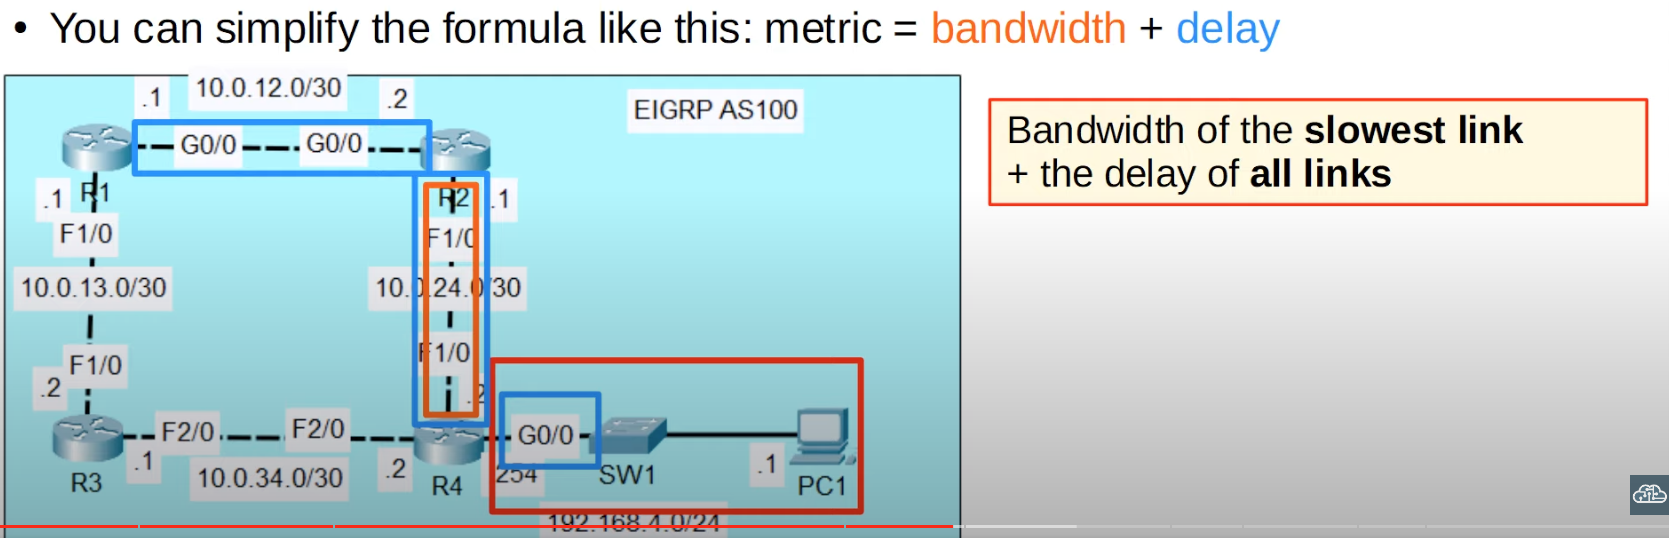 • You can simplify the formula like this: metric = bandwidth + delay
10.0.12.0/30
.1
.2
EIGRP AS100
G0/0
G0/0
Bandwidth of the slowest link
+ the delay of all links
.1
R1
R2
.1
F1/0
F1/0
10.0.13.0/30
10.0.24.0/30
F1/0
F1/0
.2
.2
F2/0
F2/0
G0/0
.1
10.0.34.0/30
.2
254
SW1
.1
R3
R4
PC1
192.168.4.0/24